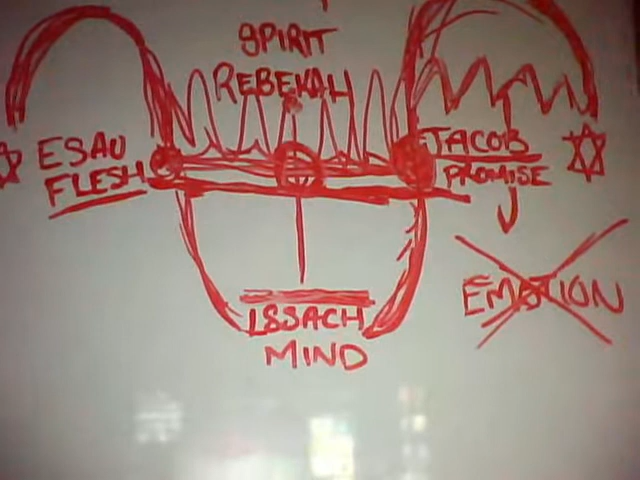 SPIRIT
REBEKAH
ESAU
FLESH
JACOB
PROMISE
EMOTION
ISSACH
MIND